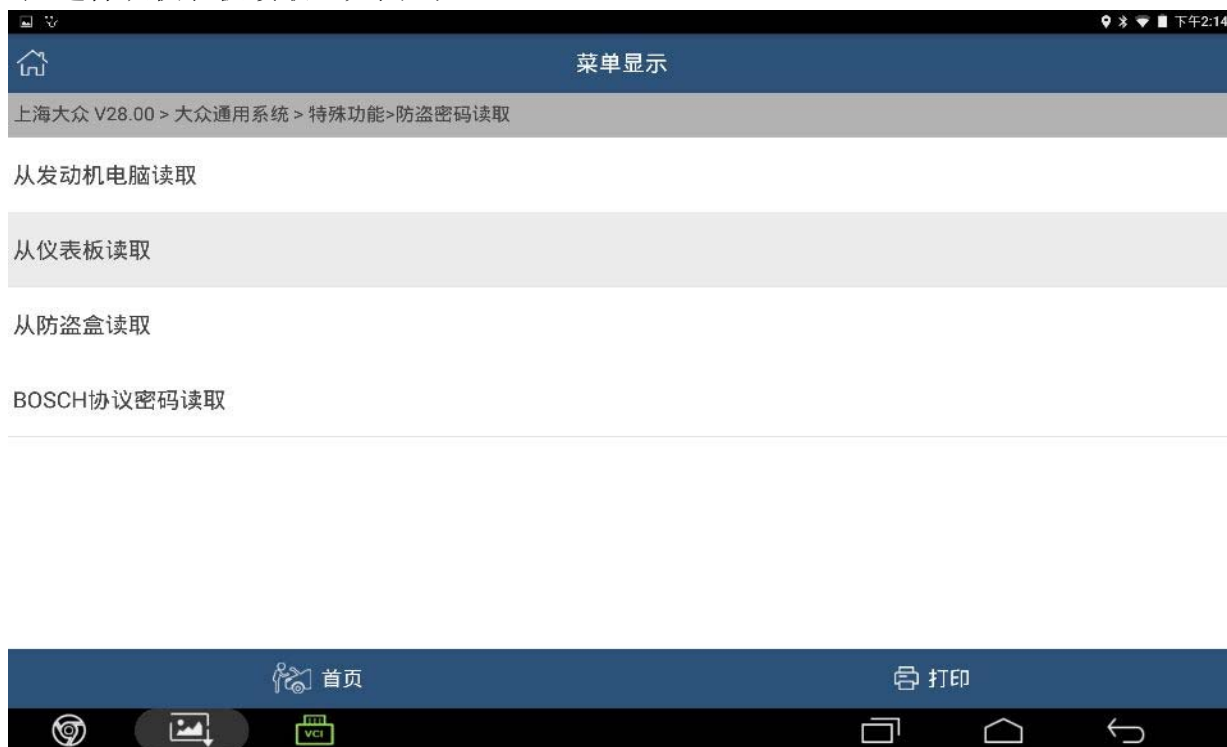 下午2:14
菜单显示
上海大众 V28.00 > 大众通用系统 > 特殊功能>防盗密码读取
从发动机电脑读取
从仪表板读取
从防盗盒读取
BOSCH协议密码读取
首页
打印
VCI